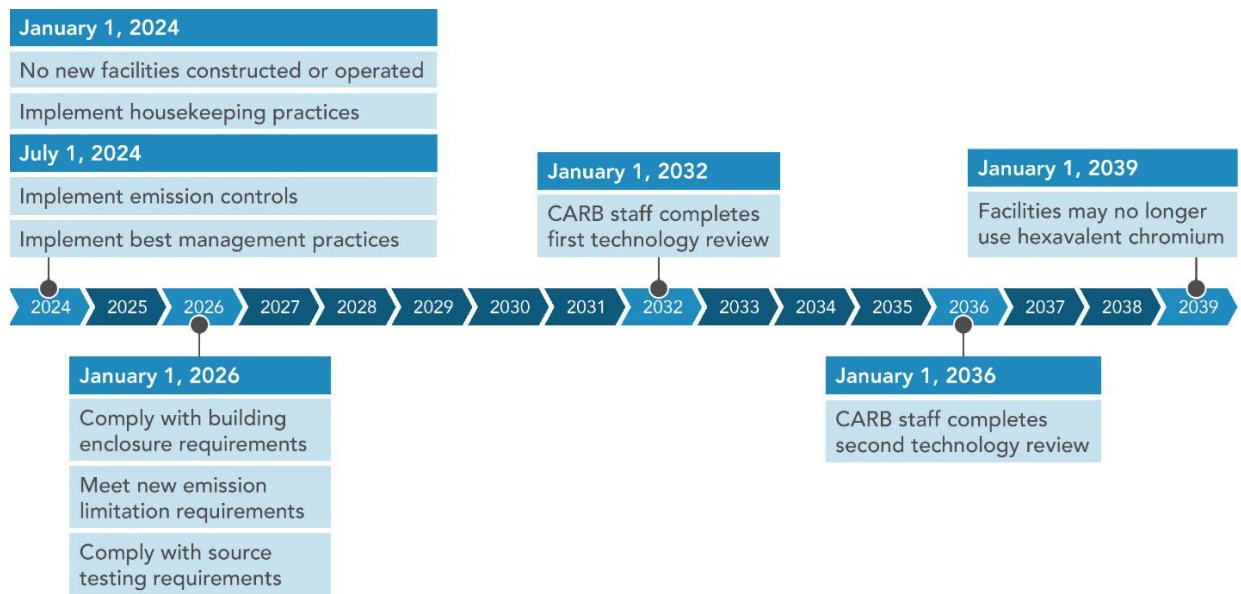 January 1, 2024
No new facilities constructed or operated
Implement housekeeping practices
July 1, 2024
Implement emission controls
Implement best management practices
January 1, 2032
CARB staff completes
first technology review
January 1, 2039
Facilities may no longer
use hexavalent chromium
2024 2025 2026 2027 2028 2029 2030 2031 2032 2033 2034 2035 2036 2037 2038 2039
January 1, 2026
Comply with building
enclosure requirements
Meet new emission
limitation requirements
Comply with source
testing requirements
January 1, 2036
CARB staff completes
second technology review